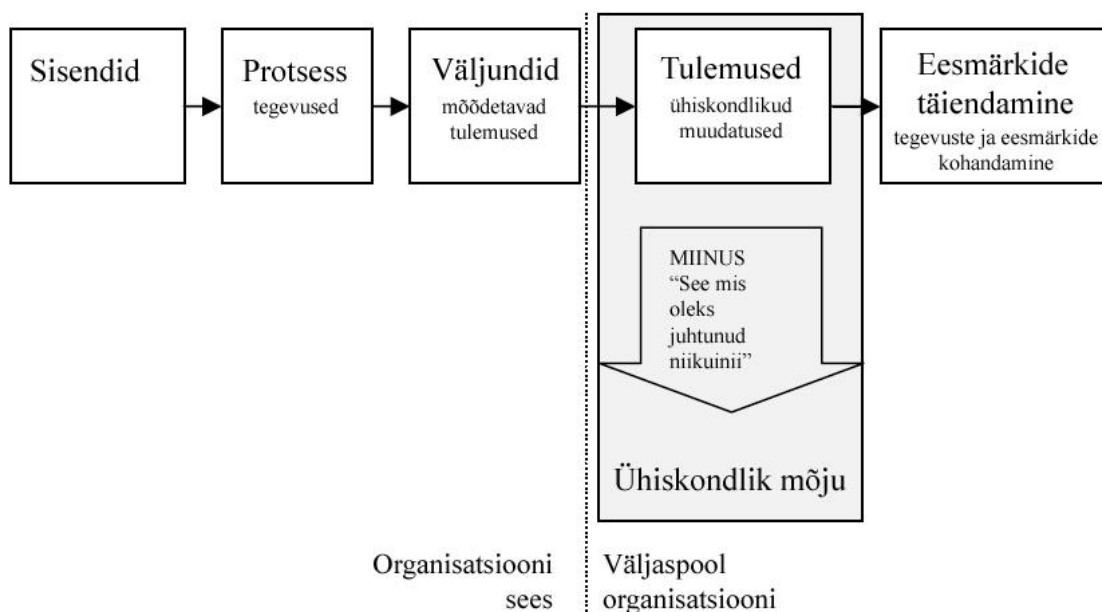 Sisendid
Protsess
tegevused
Väljundid
mõõdetavad
tulemused
Tulemused
ühiskondlikud
muudatused
Eesmärkide
täiendamine
tegevuste ja eesmärkide
kohandamine
MIINUS
“See mis
oleks
juhtunud
niikuinii”
Ühiskondlik mõju
Organisatsiooni
sees
Väljaspool
organisatsiooni